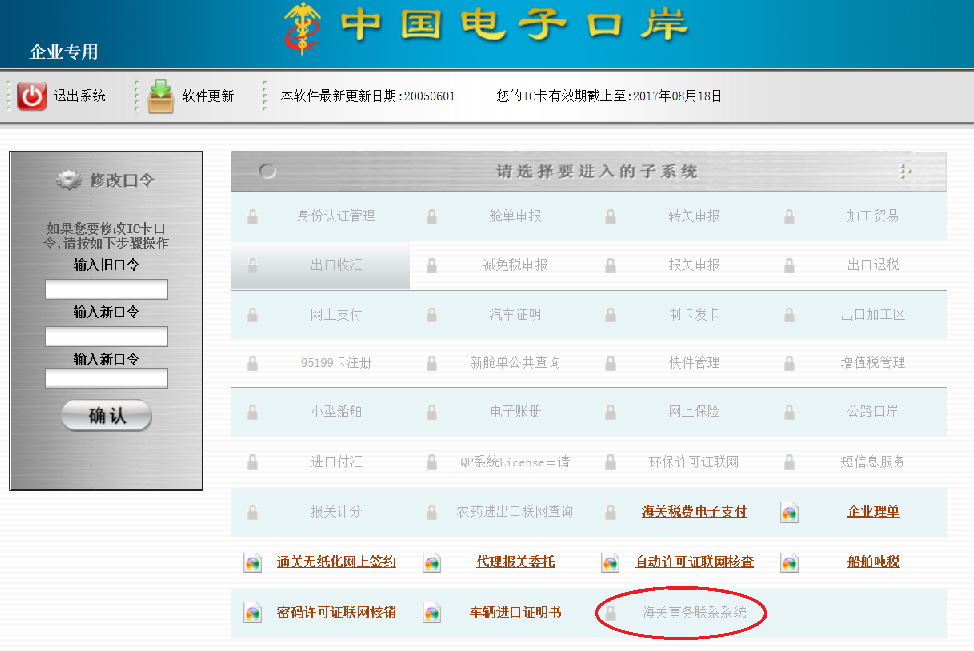 中国电子口岸
企业专用
退出系统 软件更新 本软件最新更新日期:20050601 您的IC卡有效期截止至:2017年08月18日
修改口令
如果您要修改IC卡口
令,请按如下步骤操作
输入旧口令
输入新口令
输入新口令
确认
请选择要进入的子系统
身份认证管理 舱单申报 转关申报 加工贸易
出口收汇 减免税申报 报关申报 出口退税
网上支付 汽车证明 制卡发卡 出口加工区
95199卡注册 新舱单公共查询 快件管理 增值税管理
小型船舶 电子账册 网上保险 公路口岸
进口付汇 QP系统License申请 环保许可证联网 短信息服务
报关计分 农药进出口联网查询 海关税费电子支付 企业理单
通关无纸化网上签约 代理报关委托 自动许可证联网核查 船舶吨税
密码许可证联网核销 车辆进口证明书 海关事务联系系统